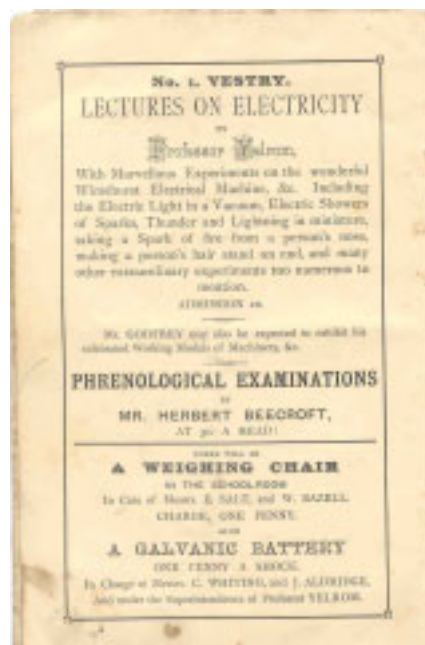 No. 1. VESTRY.
LECTURES ON ELECTRICITY
BY
Professor
With Marvellous Experiments on the wonderful
Wimshurst Electrical Machine, &c. Including
the Electric Light in a Vacuum, Electric Showers
of Sparks, Thunder and Lightning in miniature,
taking a Spark of fire from a person's nose,
making a person's hair stand on end, and many
other extraordinary experiments too numerous to
mention.
ADMISSION
Mr. GODFREY may also be expected to exhibit his
celebrated Working Models of Machinery, &c.
PHRENOLOGICAL EXAMINATIONS
BY
MR. HERBERT BEECROFT,
AT A HEAD!
THERE WILL BE
A WEIGHING CHAIR
IN THE SCHOOLROOM
In Care of Messrs. E. SALT, and W. BAZELL.
CHARGE, ONE PENNY.
ALSO
A GALVANIC BATTERY
ONE PENNY A SHOCK.
In Charge of Messrs. C. WHITING, and J. ALDRIDGE,
And under the Superintendence of Professor YELROM.